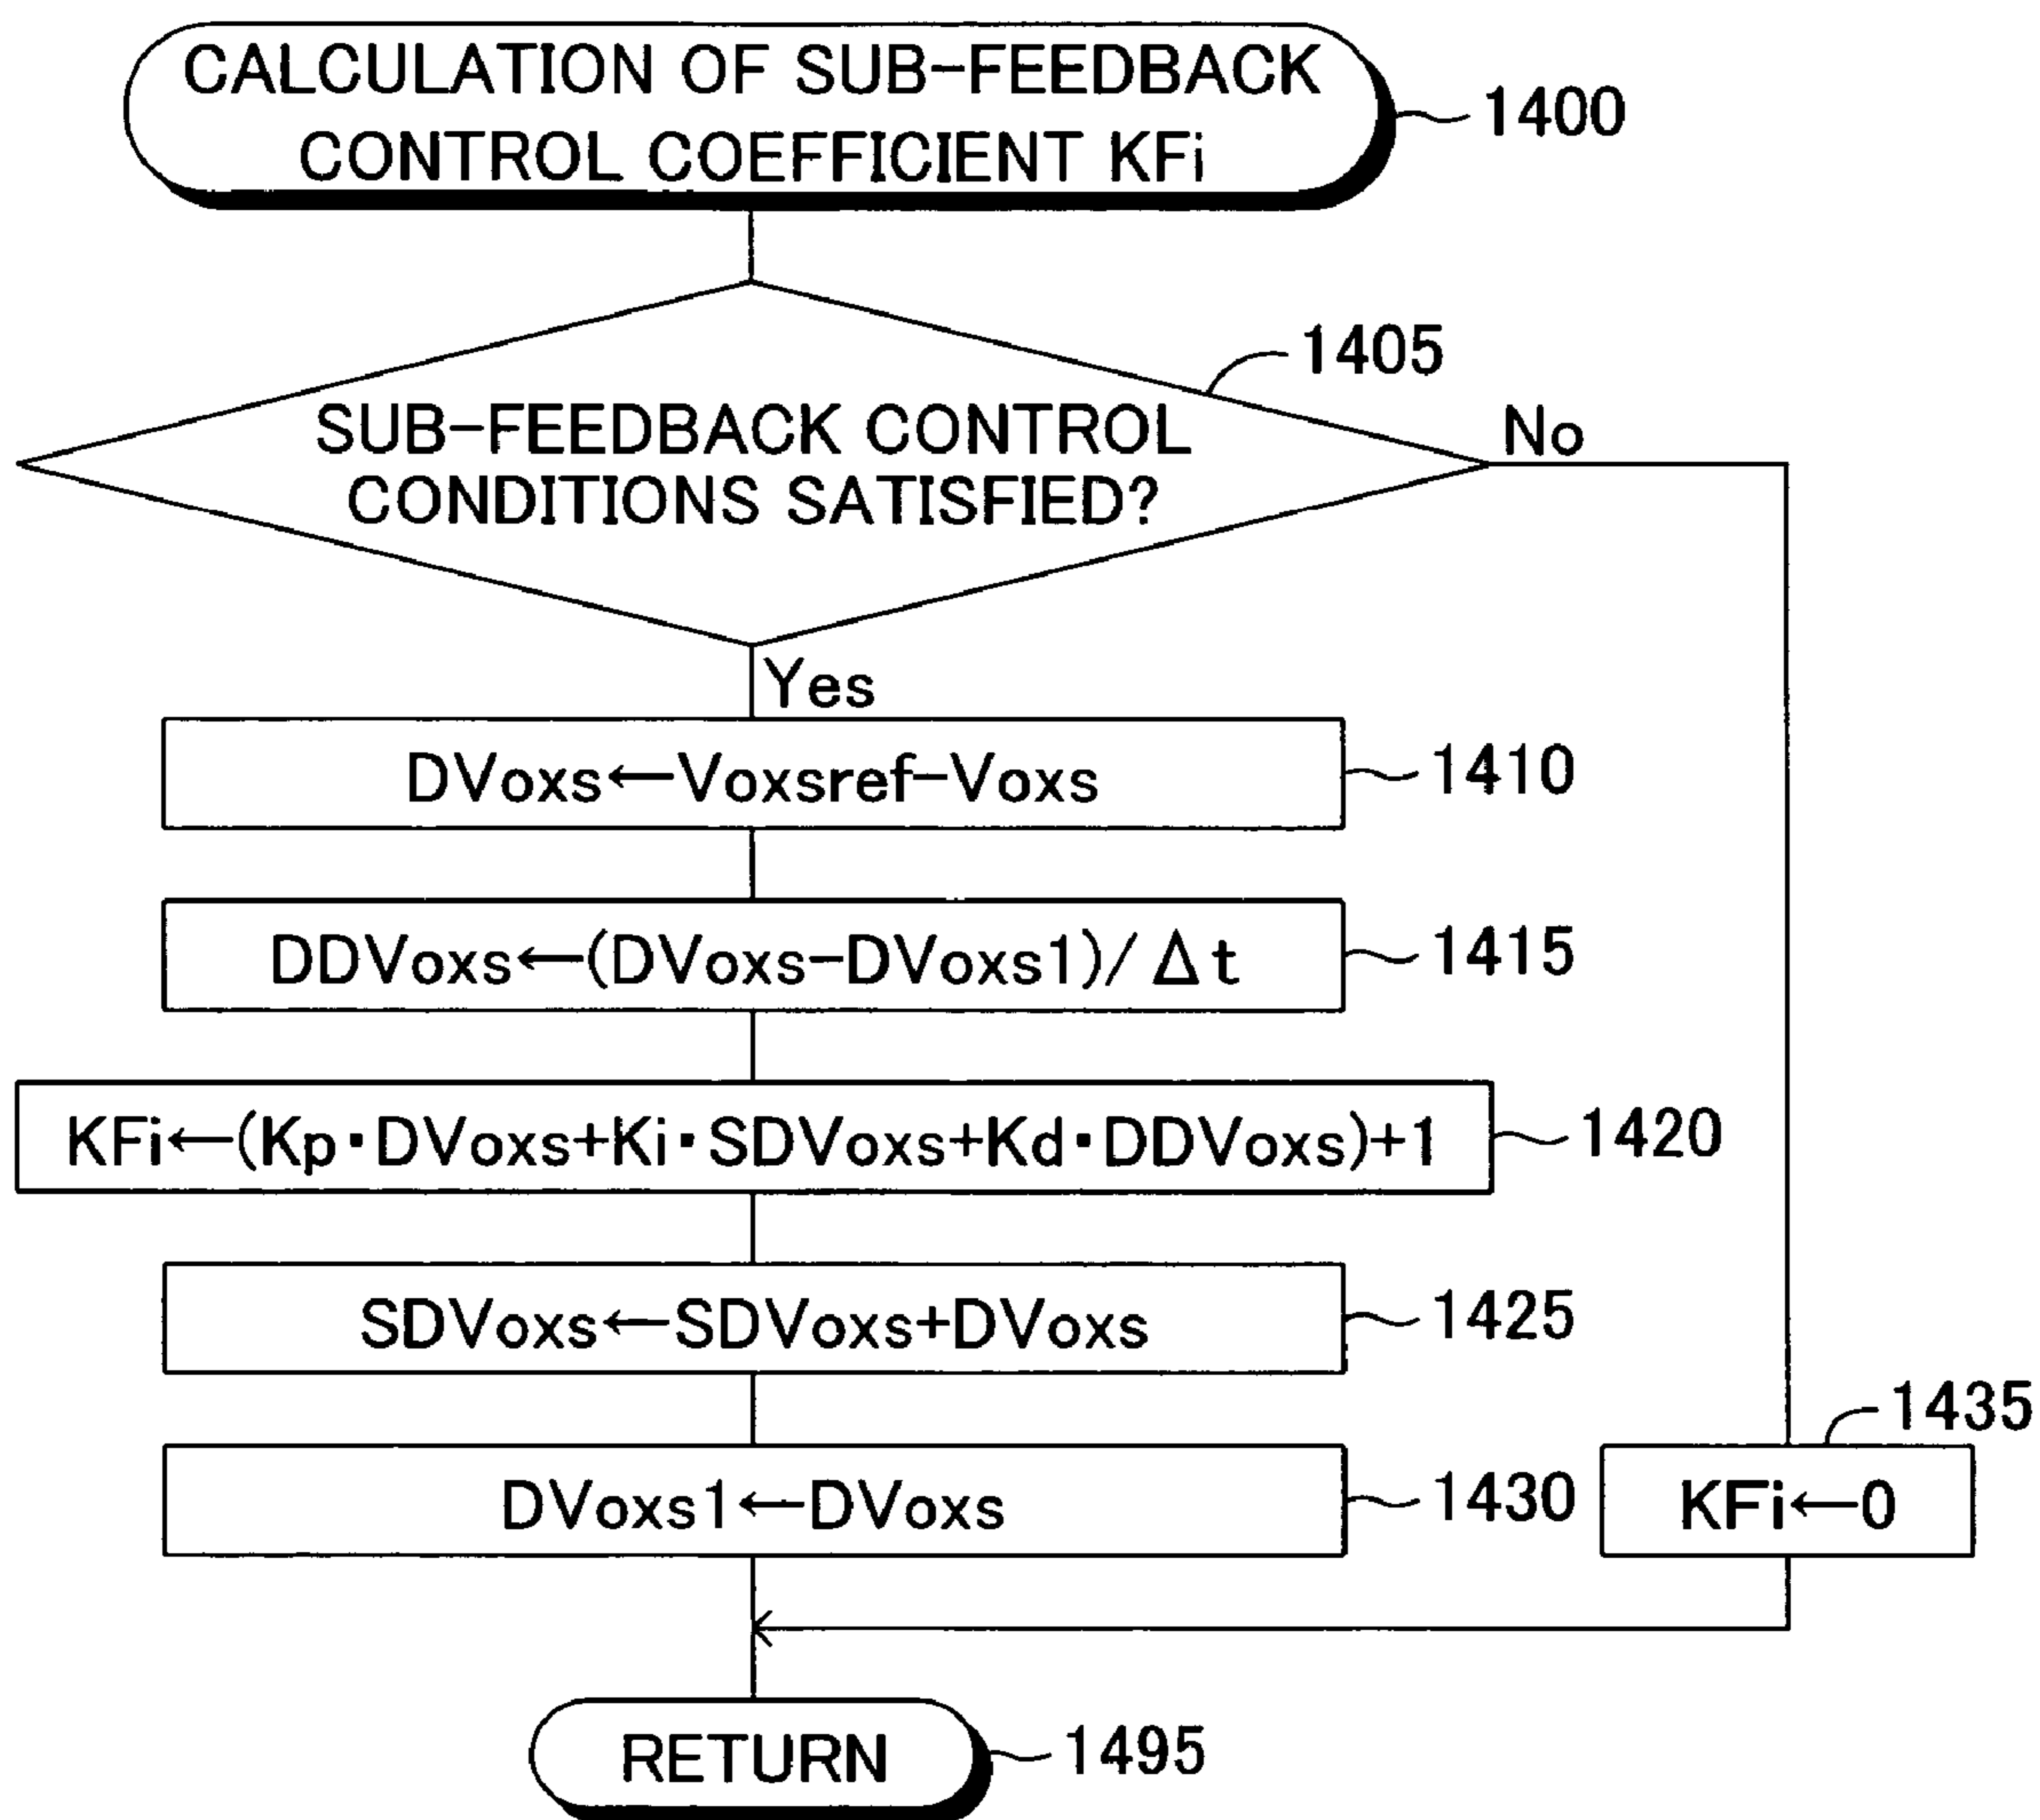 CALCULATION OF SUB-FEEDBACK
CONTROL COEFFICIENT KFi
1400
1405
SUB-FEEDBACK CONTROL
CONDITIONS SATISFIED?
No
Yes
DVoxs←Voxsref-Voxs
1410
DDVoxs←(DVoxs-DVoxs1)/Δt
1415
KFi←(Kp·DVoxs+Ki·SDVoxs+Kd·DDVoxs)+1
1420
SDVoxs←SDVoxs+DVoxs
1425
DVoxs1←DVoxs
1430
1435
KFi←0
RETURN
1495